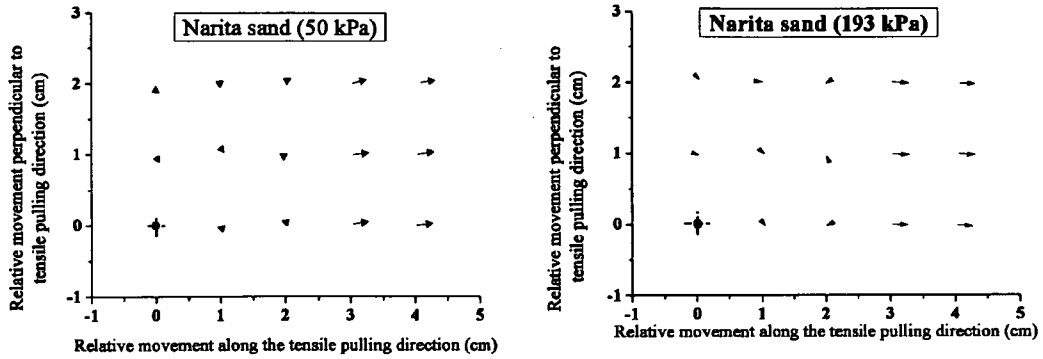 Narita sand (50 kPa)
Relative movement perpendicular to
tensile pulling direction (cm)
3
2
1
0
-1
-1 0 1 2 3 4 5
Relative movement along the tensile pulling direction (cm)
Narita sand (193 kPa)
Relative movement perpendicular to
tensile pulling direction (cm)
3
2
1
0
-1
-1 0 1 2 3 4 5
Relative movement along the tensile pulling direction (cm)